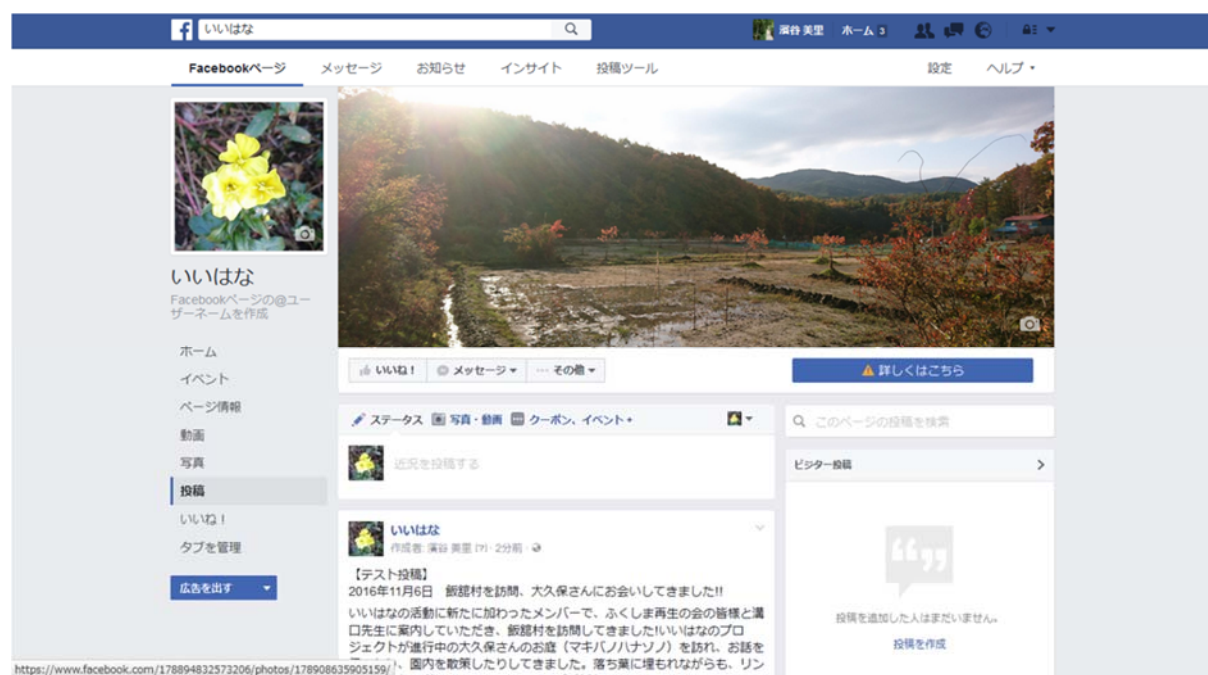 f いいはな
濱谷 美里 ホーム 3
Facebookページ メッセージ お知らせ インサイト 投稿ツール 設定 ヘルプ
いいはな
Facebookページの@ユー
ザーネームを作成
ホーム
イベント
ページ情報
動画
写真
投稿
いいね！
タブを管理
広告を出す
いいね！ メッセージ その他
詳しくはこちら
ステータス 写真・動画 クーポン、イベント+
近況を投稿する
いいはな
作成者: 濱谷 美里 [?]・2分前・
【テスト投稿】
2016年11月6日　飯舘村を訪問、大久保さんにお会いしてきました!!
いいはなの活動に新たに加わったメンバーで、ふくしま再生の会の皆様と溝
口先生に案内していただき、飯舘村を訪問してきました!いいはなのプロ
ジェクトが進行中の大久保さんのお庭（マキバノハナゾノ）を訪れ、お話を
、園内を散策したりしてきました。落ち葉に埋もれながらも、リン
このページの投稿を検索
ビジター投稿
投稿を追加した人はまだいません。
投稿を作成
https://www.facebook.com/178894832573206/photos/178908635905159/